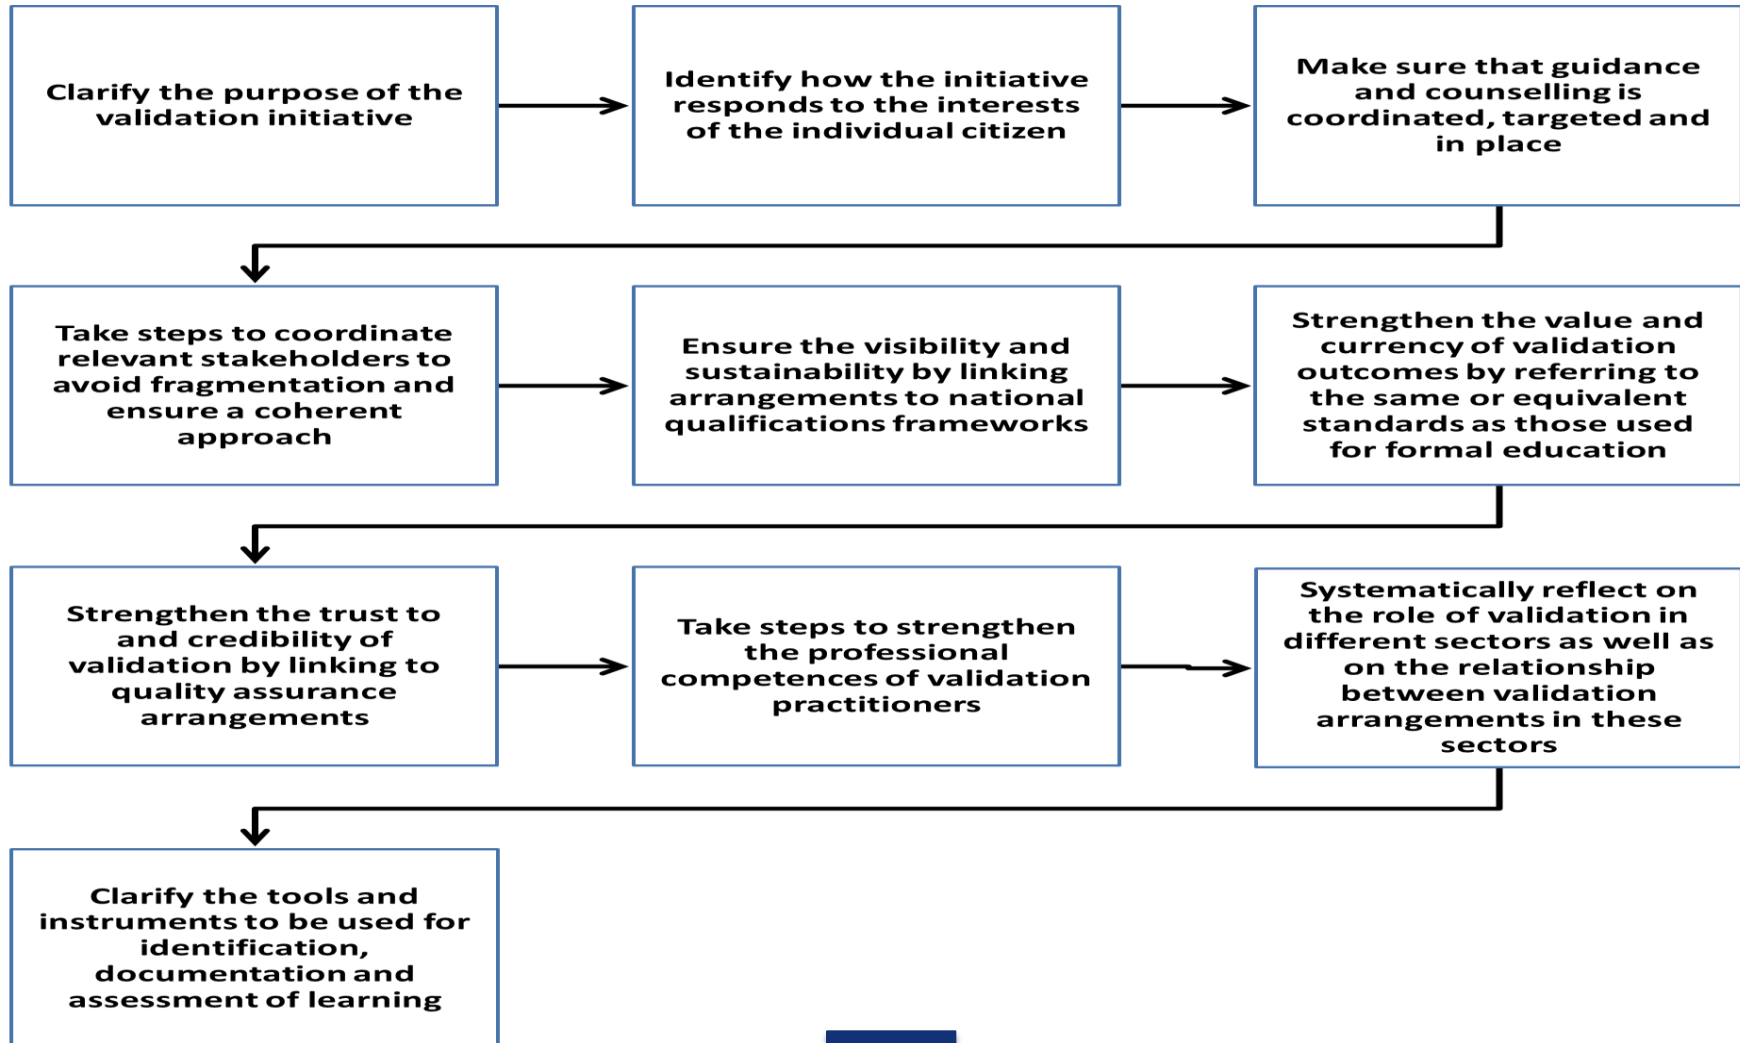 Clarify the purpose of the
validation initiative
Identify how the initiative
responds to the interests
of the individual citizen
Make sure that guidance
and counselling is
coordinated, targeted and
in place
Take steps to coordinate
relevant stakeholders to
avoid fragmentation and
ensure a coherent
approach
Ensure the visibility and
sustainability by linking
arrangements to national
qualifications frameworks
Strengthen the value and
currency of validation
outcomes by referring to
the same or equivalent
standards as those used
for formal education
Strengthen the trust to
and credibility of
validation by linking to
quality assurance
arrangements
Take steps to strengthen
the professional
competences of validation
practitioners
Systematically reflect on
the role of validation in
different sectors as well as
on the relationship
between validation
arrangements in these
sectors
Clarify the tools and
instruments to be used for
identification,
documentation and
assessment of learning